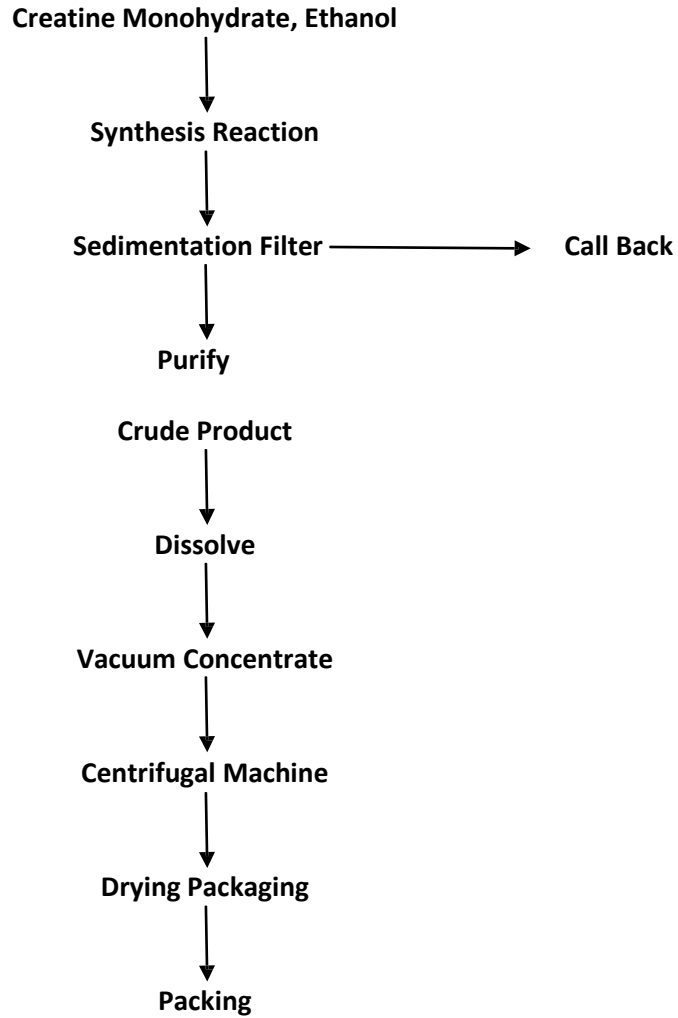 Creatine Monohydrate, Ethanol
Synthesis Reaction
Sedimentation Filter
Call Back
Purify
Crude Product
Dissolve
Vacuum Concentrate
Centrifugal Machine
Drying Packaging
Packing